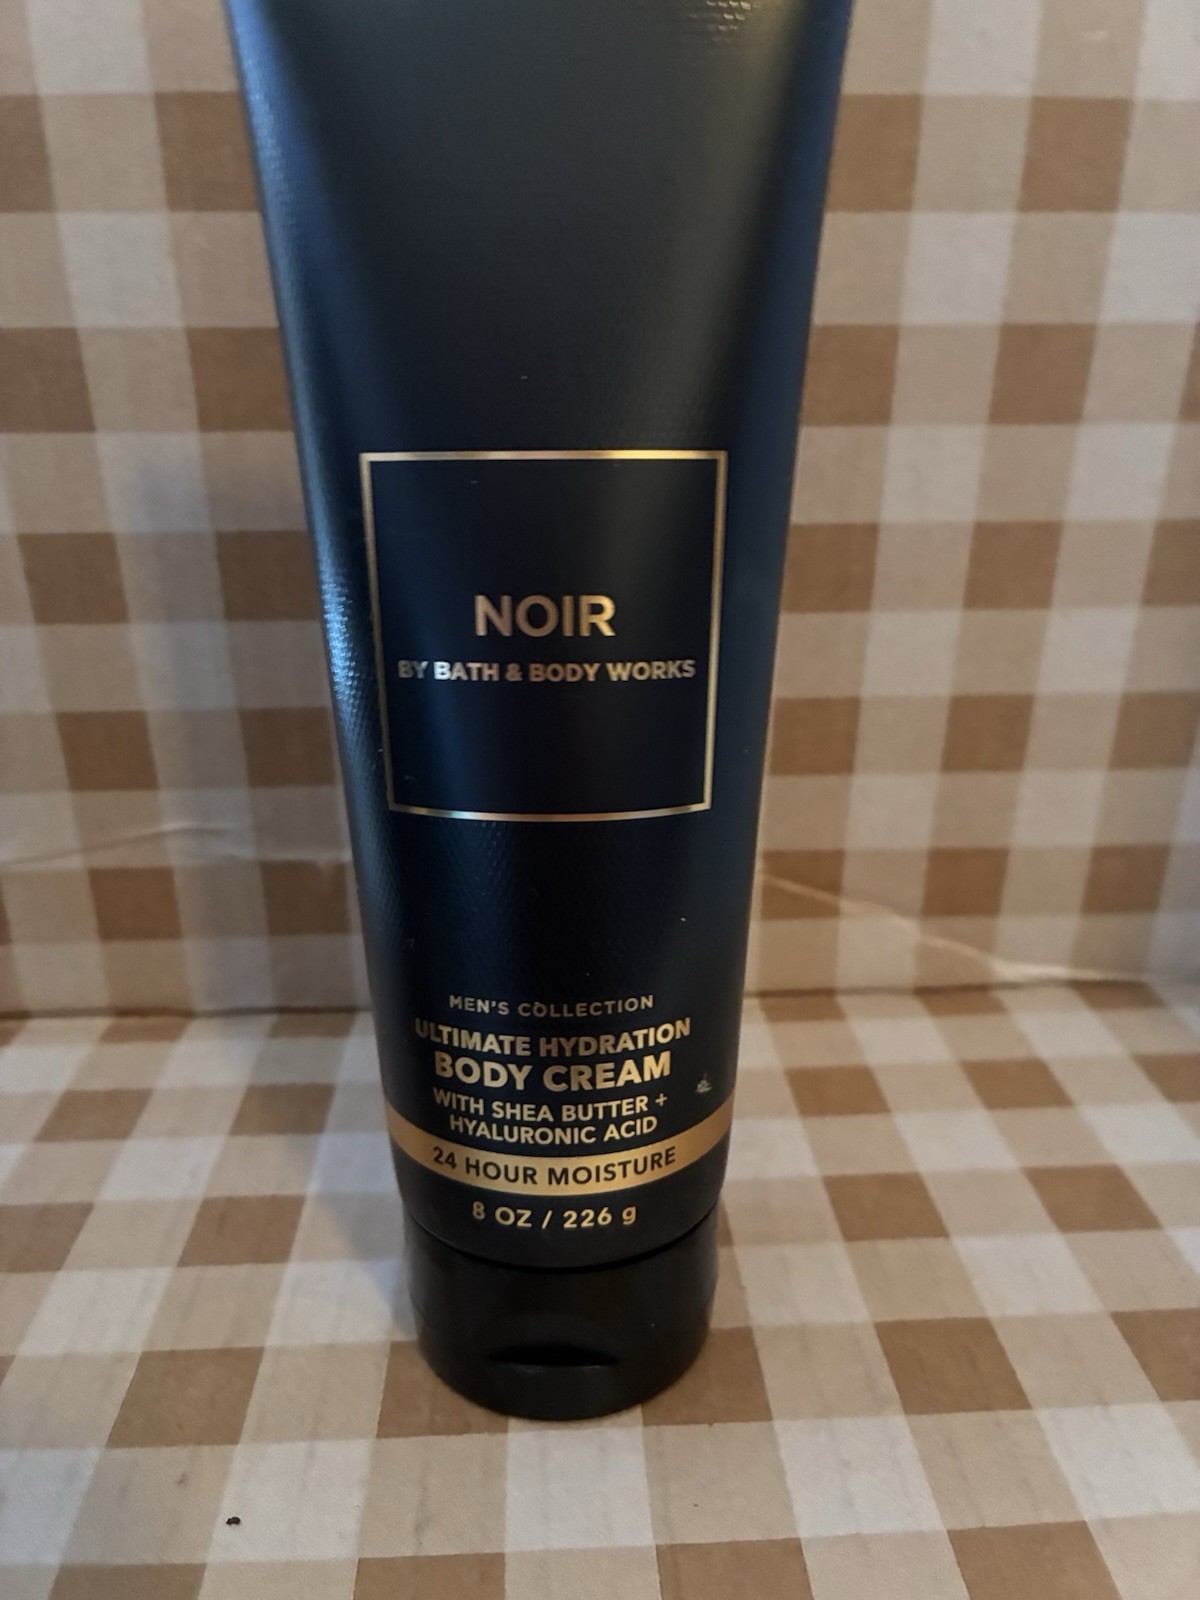 NOIR
BY BATH & BODY WORKS
MEN'S COLLECTION
ULTIMATE HYDRATION
BODY CREAM
WITH SHEA BUTTER +
HYALURONIC ACID
24 HOUR MOISTURE
8 OZ / 226 g